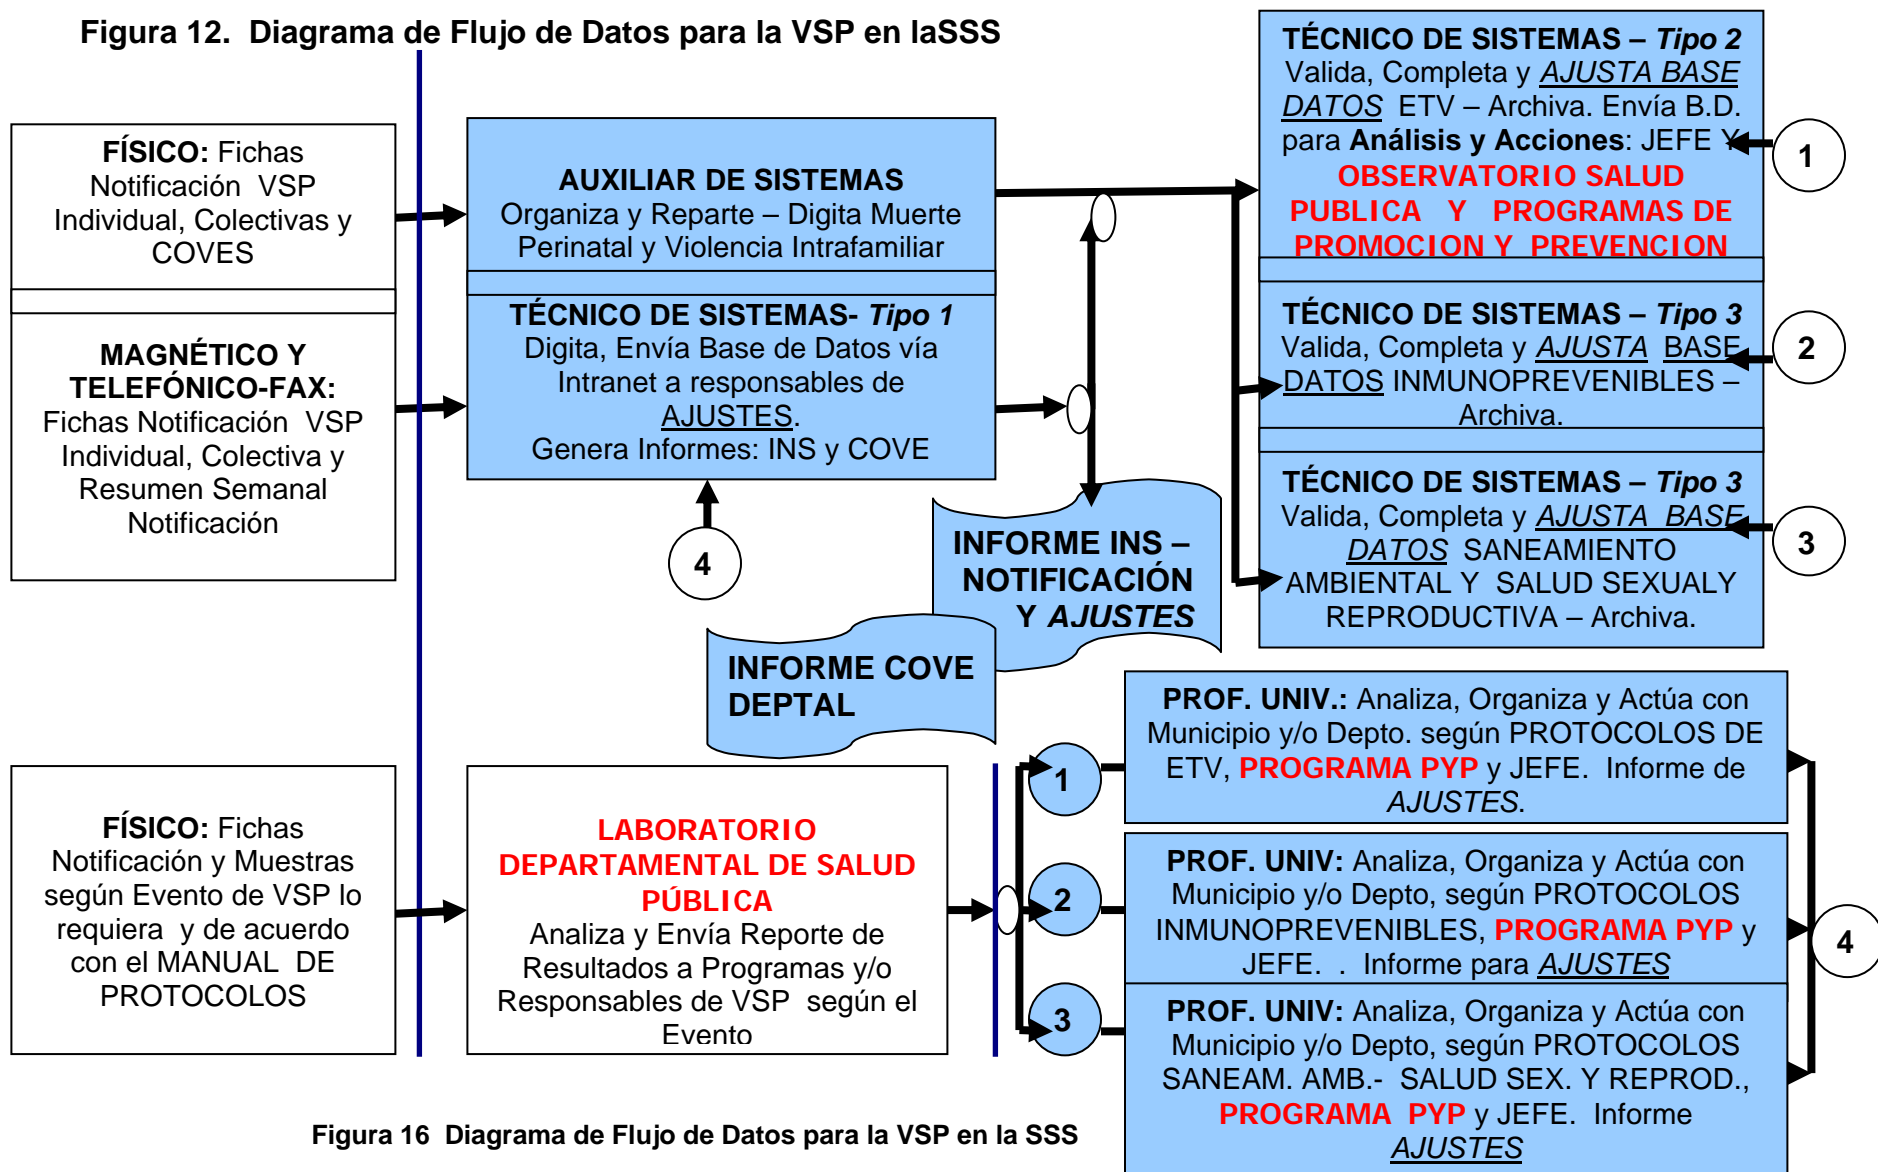 Figura 12.  Diagrama de Flujo de Datos para la VSP en laSSS
FÍSICO: Fichas
Notificación  VSP
Individual, Colectivas y
COVES
MAGNÉTICO Y
TELEFÓNICO-FAX:
Fichas Notificación  VSP
Individual, Colectiva y
Resumen Semanal
Notificación
AUXILIAR DE SISTEMAS
Organiza y Reparte – Digita Muerte
Perinatal y Violencia Intrafamiliar
TÉCNICO DE SISTEMAS- Tipo 1
Digita, Envía Base de Datos vía
Intranet a responsables de
AJUSTES.
Genera Informes: INS y COVE
4
TÉCNICO DE SISTEMAS – Tipo 2
Valida, Completa y AJUSTA BASE
DATOS  ETV – Archiva. Envía B.D.
para Análisis y Acciones: JEFE Y
OBSERVATORIO SALUD
PUBLICA  Y  PROGRAMAS DE
PROMOCION Y PREVENCION
1
TÉCNICO DE SISTEMAS – Tipo 3
Valida, Completa y AJUSTA  BASE
DATOS INMUNOPREVENIBLES –
Archiva.
2
TÉCNICO DE SISTEMAS – Tipo 3
Valida, Completa y AJUSTA  BASE
DATOS  SANEAMIENTO
AMBIENTAL Y  SALUD SEXUALY
REPRODUCTIVA – Archiva.
3
INFORME INS –
NOTIFICACIÓN
Y AJUSTES
INFORME COVE
DEPTAL
FÍSICO: Fichas
Notificación y Muestras
según Evento de VSP lo
requiera  y de acuerdo
con el MANUAL  DE
PROTOCOLOS
LABORATORIO
DEPARTAMENTAL DE SALUD
PÚBLICA
Analiza y Envía Reporte de
Resultados a Programas y/o
Responsables de VSP  según el
Evento
1
2
3
PROF. UNIV.: Analiza, Organiza y Actúa con
Municipio y/o Depto. según PROTOCOLOS DE
ETV, PROGRAMA PYP y JEFE.  Informe de
AJUSTES.
PROF. UNIV: Analiza, Organiza y Actúa con
Municipio y/o Depto, según PROTOCOLOS
INMUNOPREVENIBLES, PROGRAMA PYP y
JEFE.  .  Informe para AJUSTES
PROF. UNIV: Analiza, Organiza y Actúa con
Municipio y/o Depto, según PROTOCOLOS
SANEAM. AMB.-  SALUD SEX. Y REPROD.,
PROGRAMA  PYP y JEFE.  Informe
AJUSTES
4
Figura 16  Diagrama de Flujo de Datos para la VSP en la SSS